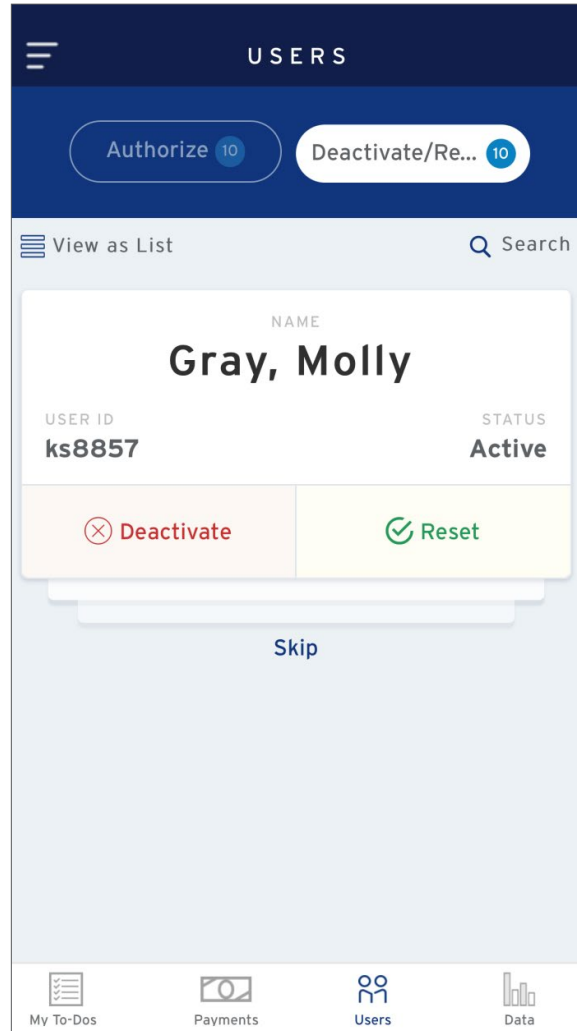 USERS
Authorize 10 Deactivate/Re... 10
View as List Search
NAME
Gray, Molly
USER ID STATUS
ks8857 Active
Deactivate Reset
Skip
My To-Dos Payments Users Data